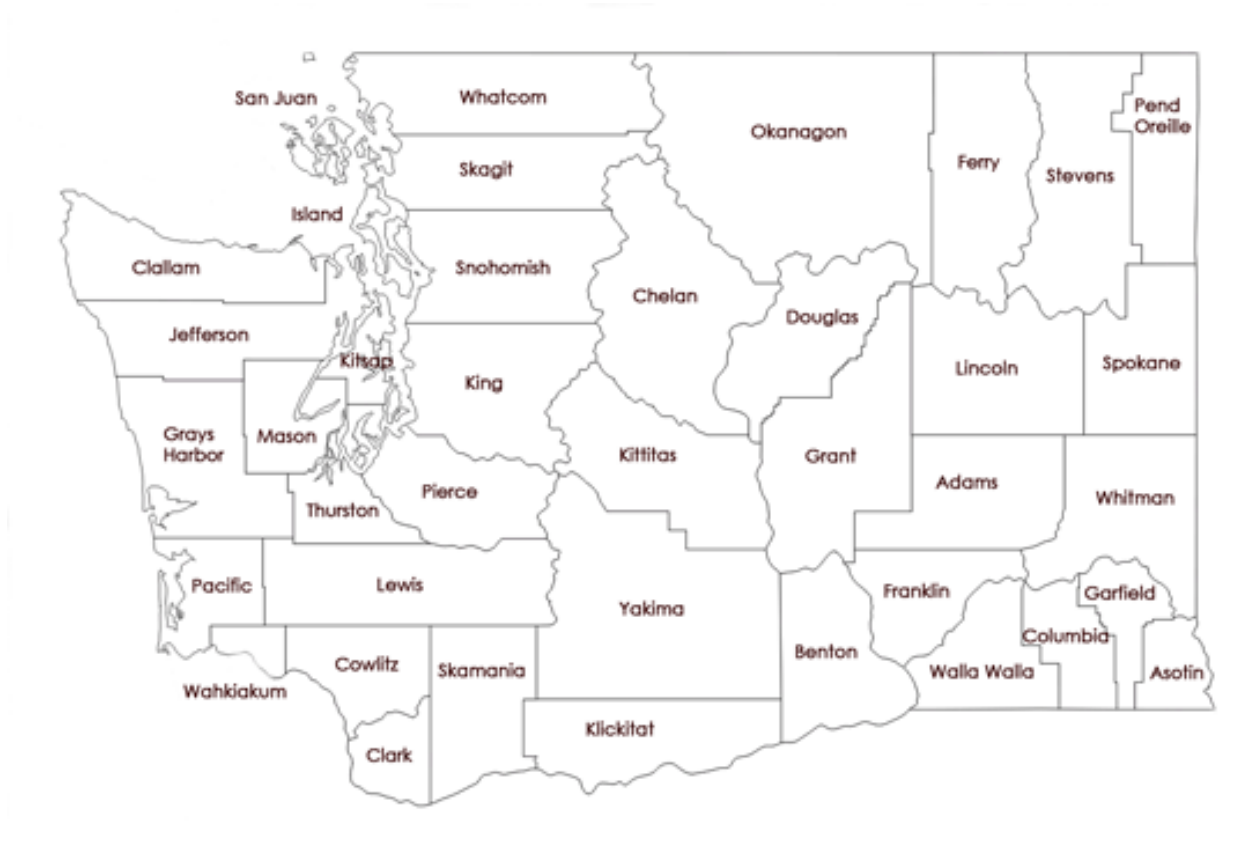 San Juan
Whatcom
Okanagon
Pend
Oreille
Ferry
Stevens
Skagit
Island
Clallam
Snohomish
Chelan
Douglas
Jefferson
Kitsap
King
Lincoln
Spokane
Grays
Harbor
Mason
Kittitas
Grant
Adams
Whitman
Pierce
Thurston
Pacific
Lewis
Yakima
Franklin
Garfield
Columbia
Benton
Walla Walla
Asotin
Cowlitz
Skamania
Wahkiakum
Klickitat
Clark